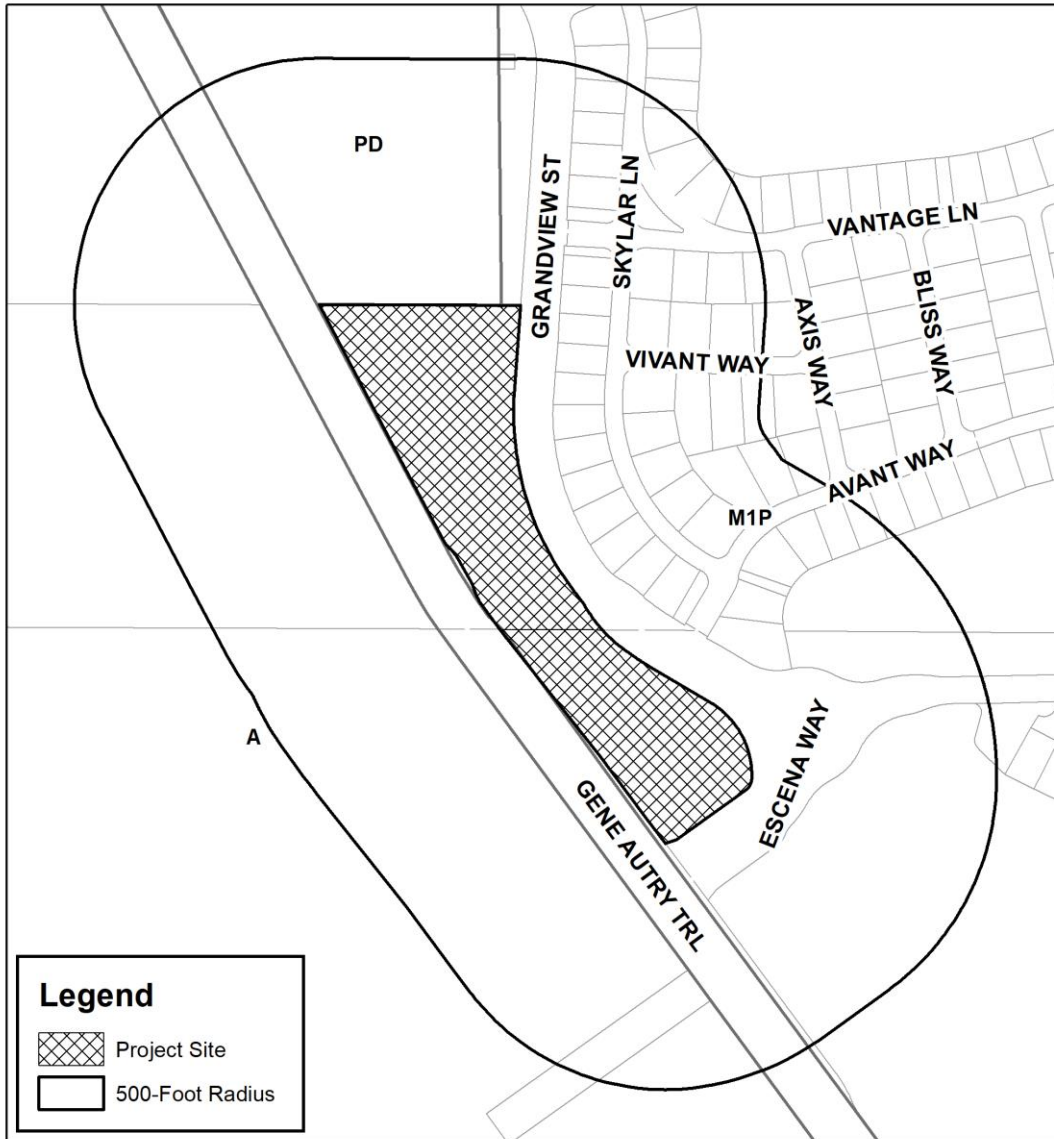 PD
GRANDVIEW ST
SKYLAR LN
VANTAGE LN
BLISS WAY
AXIS WAY
VIVANT WAY
AVANT WAY
M1P
A
ESCENA WAY
GENE AUTRY TRL
Legend
Project Site
500-Foot Radius